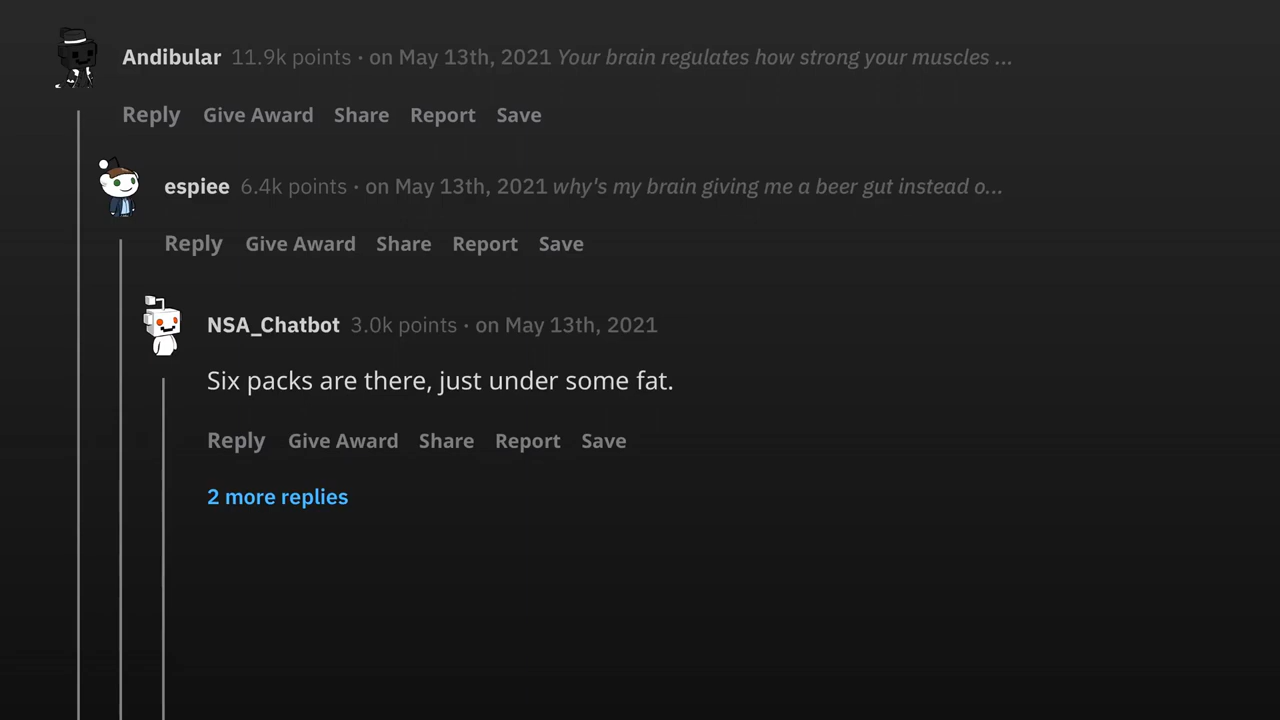 Andibular 11.9k points · on May 13th, 2021 Your brain regulates how strong your muscles ...
Reply Give Award Share Report Save
espiee 6.4k points · on May 13th, 2021 why's my brain giving me a beer gut instead o...
Reply Give Award Share Report Save
NSA_Chatbot 3.0k points · on May 13th, 2021
Six packs are there, just under some fat.
Reply Give Award Share Report Save
2 more replies